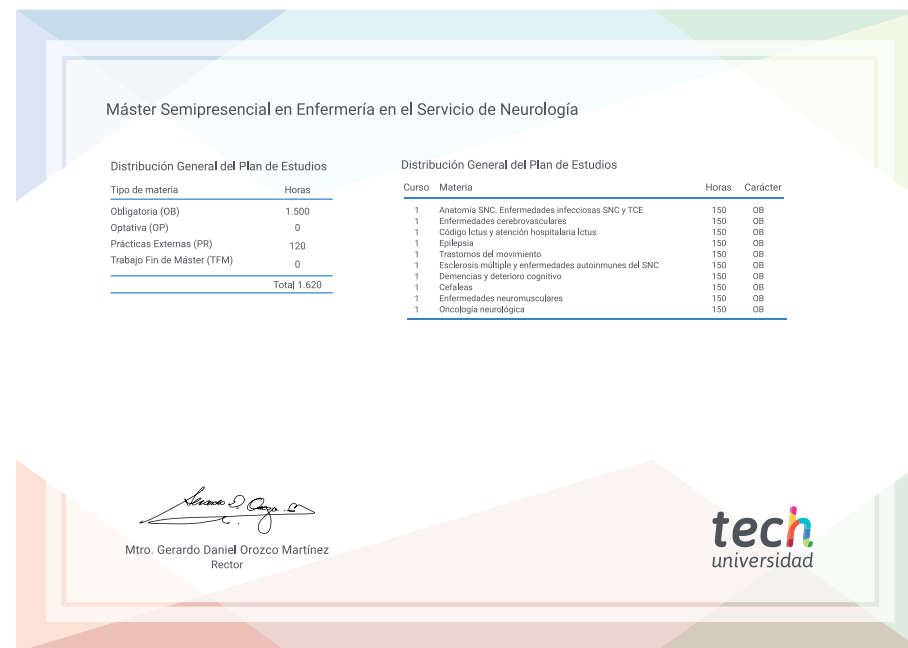 Máster Semipresencial en Enfermería en el Servicio de Neurología
Distribución General del Plan de Estudios
Tipo de materia Horas
Obligatoria (OB) 1.500
Optativa (OP) 0
Prácticas Externas (PR) 120
Trabajo Fin de Máster (TFM) 0
Total 1.620
Distribución General del Plan de Estudios
Curso Materia Horas Carácter
1 Anatomía SNC. Enfermedades infecciosas SNC y TCE 150 OB
1 Enfermedades cerebrovasculares 150 OB
1 Código Ictus y atención hospitalaria Ictus 150 OB
1 Epilepsia 150 OB
1 Trastornos del movimiento 150 OB
1 Esclerosis múltiple y enfermedades autoinmunes del SNC 150 OB
1 Demencias y deterioro cognitivo 150 OB
1 Cefaleas 150 OB
1 Enfermedades neuromusculares 150 OB
1 Oncología neurológica 150 OB
Mtro. Gerardo Daniel Orozco Martínez
Rector
tech
universidad